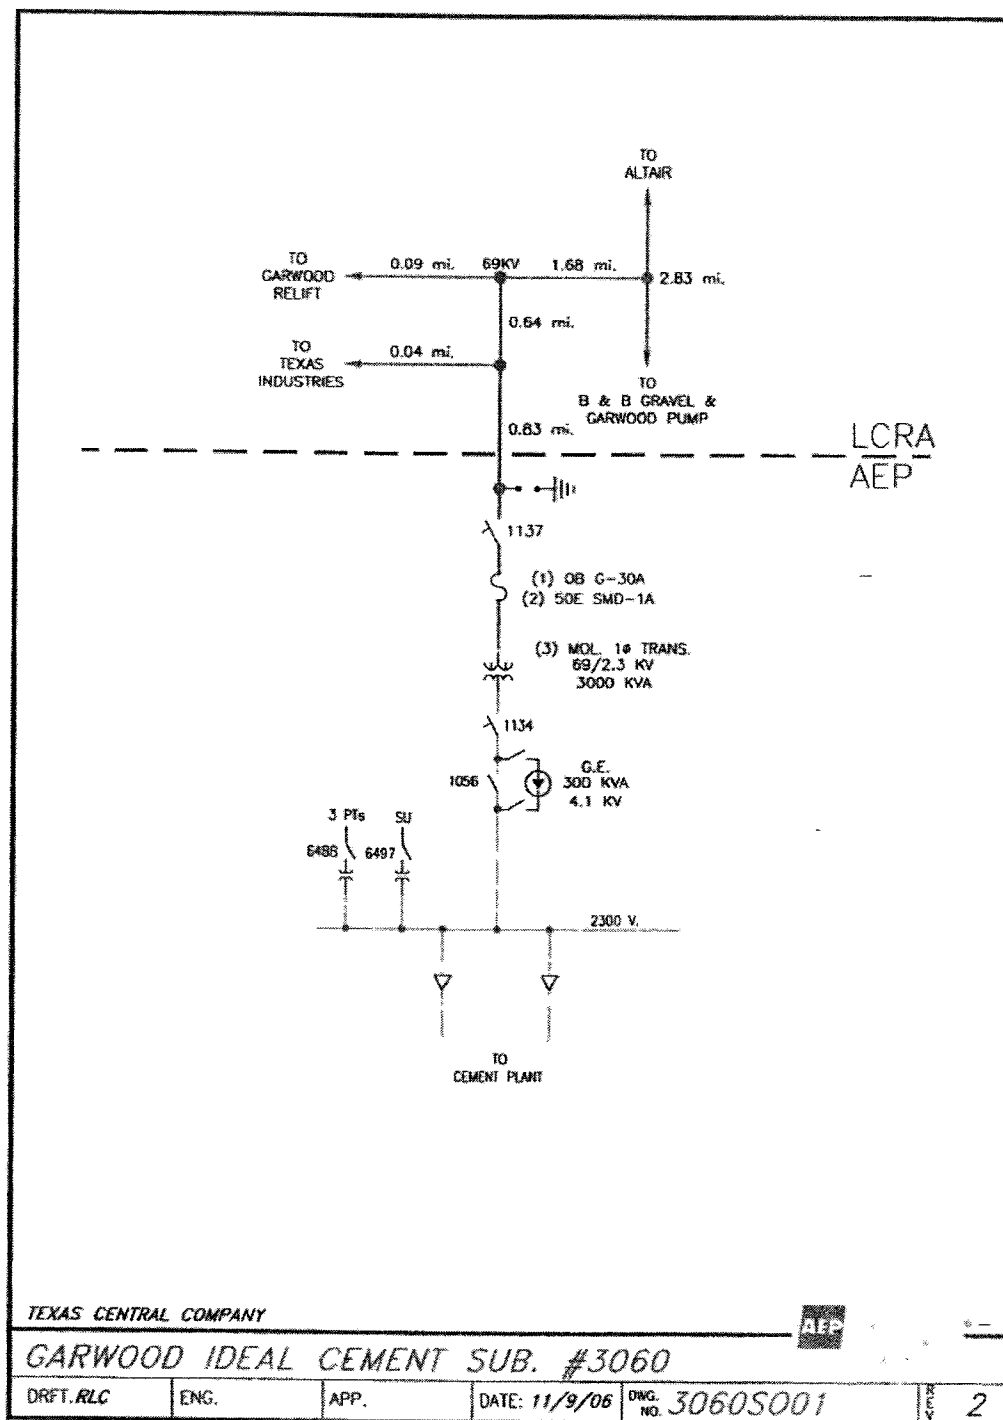 TO
ALTAIR
TO
GARWOOD
RELIFT
0.09 mi.
69KV
1.68 mi.
2.83 mi.
0.64 mi.
TO
TEXAS
INDUSTRIES
0.04 mi.
TO
B & B GRAVEL &
GARWOOD PUMP
0.83 mi.
LCRA
AEP
1137
(1) OB G-30A
(2) 50E SMD-1A
(3) MOL. 1ø TRANS.
69/2.3 KV
3000 KVA
1134
1056
G.E.
300 KVA
4.1 KV
3 PTs
SU
6488
6497
2300 V.
TO
CEMENT PLANT
TEXAS CENTRAL COMPANY
AEP
GARWOOD IDEAL CEMENT SUB. #3060
DRFT. RLC
ENG.
APP.
DATE: 11/9/06
DWG. NO. 3060S001
REV 2